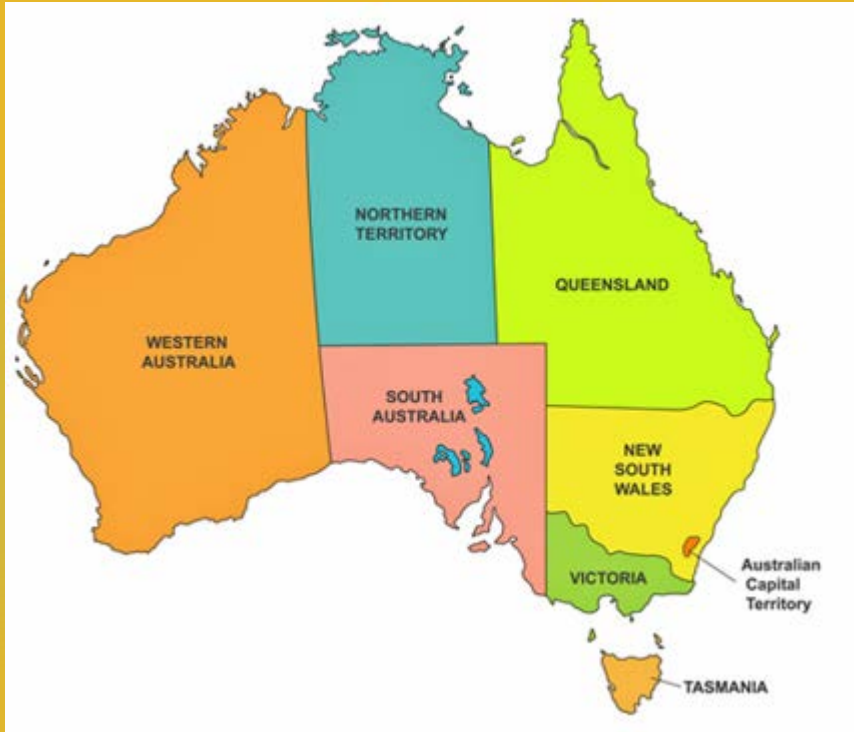 NORTHERN
TERRITORY
QUEENSLAND
WESTERN
AUSTRALIA
SOUTH
AUSTRALIA
NEW
SOUTH
WALES
VICTORIA
Australian
Capital
Territory
TASMANIA